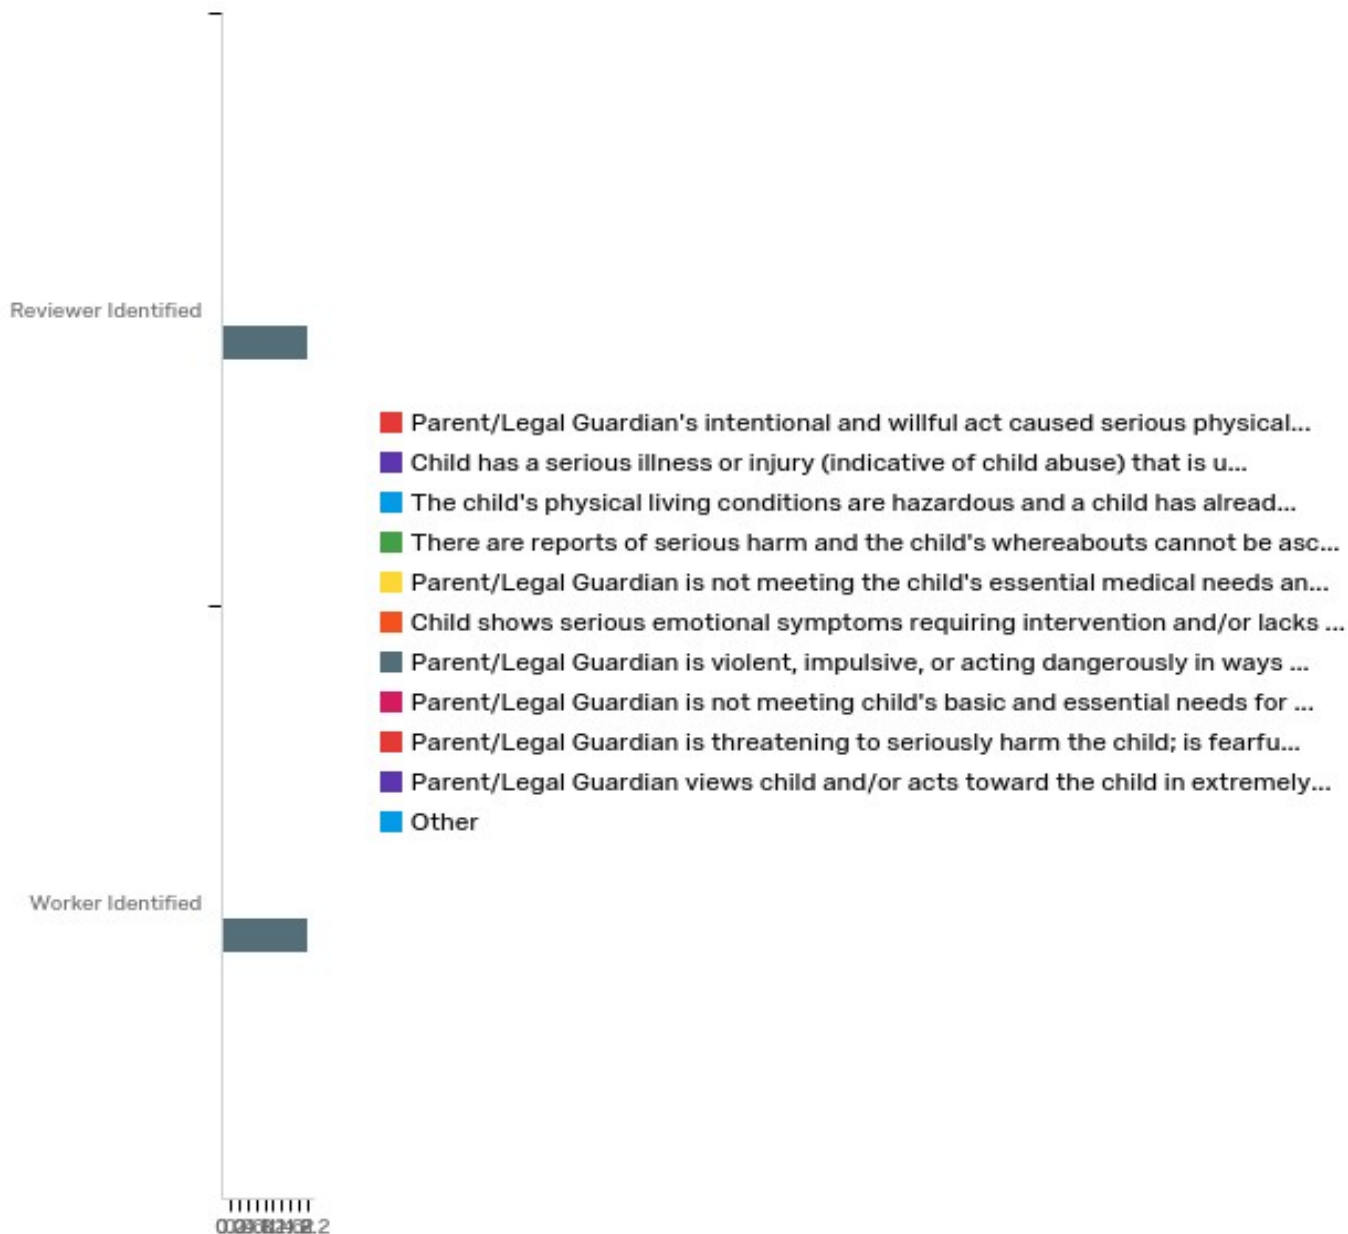 Reviewer Identified
Parent/Legal Guardian's intentional and willful act caused serious physical...
Child has a serious illness or injury (indicative of child abuse) that is u...
The child's physical living conditions are hazardous and a child has alread...
There are reports of serious harm and the child's whereabouts cannot be asc...
Parent/Legal Guardian is not meeting the child's essential medical needs an...
Child shows serious emotional symptoms requiring intervention and/or lacks ...
Parent/Legal Guardian is violent, impulsive, or acting dangerously in ways ...
Parent/Legal Guardian is not meeting child's basic and essential needs for ...
Parent/Legal Guardian is threatening to seriously harm the child; is fearfu...
Parent/Legal Guardian views child and/or acts toward the child in extremely...
Other
Worker Identified